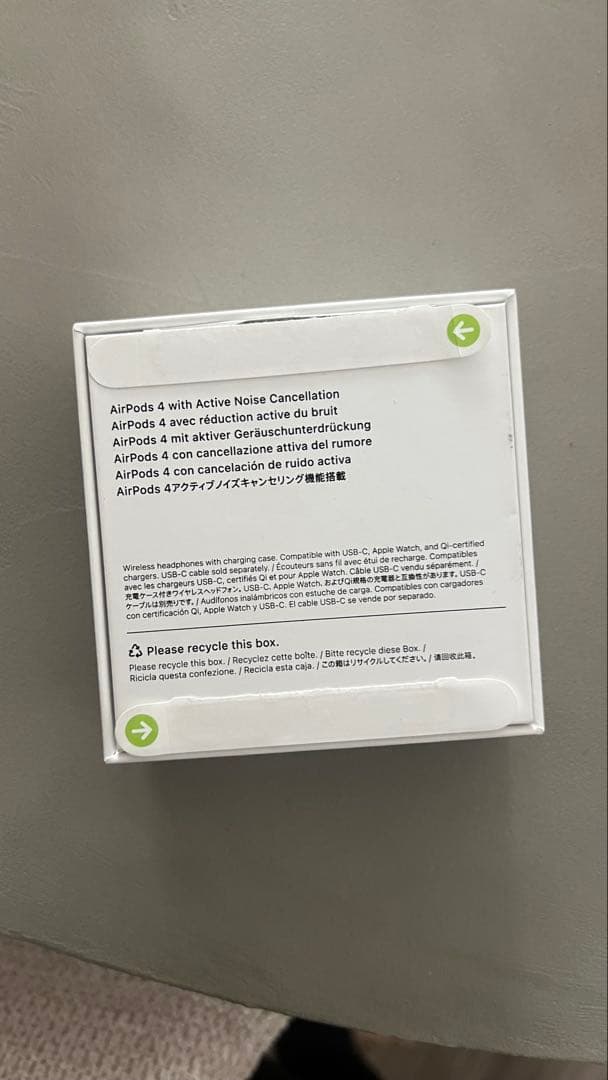 AirPods 4 with Active Noise Cancellation
AirPods 4 avec réduction active du bruit
AirPods 4 mit aktiver Geräuschunterdrückung
AirPods 4 con cancellazione attiva del rumore
AirPods 4 con cancelación de ruido activa
AirPods 4アクティブノイズキャンセリング機能搭載
Wireless headphones with charging case. Compatible with USB-C, Apple Watch, and Qi-certified
chargers. USB-C cable sold separately. / Écouteurs sans fil avec étui de recharge. Compatibles
avec les chargeurs USB-C, certifiés Qi et pour Apple Watch. Câble USB-C vendu séparément. /
充電ケース付きワイヤレスヘッドフォン。USB-C、Apple Watch、およびQi規格の充電器と互換性があります。USB-C
ケーブルは別売りです。/ Audífonos inalámbricos con estuche de carga. Compatibles con cargadores
con certificación Qi, Apple Watch y USB-C. El cable USB-C se vende por separado.
Please recycle this box.
Please recycle this box. / Recyclez cette boîte. / Bitte recycle diese Box. /
Ricicla questa confezione. / Recicla esta caja. / この箱はリサイクルしてください。/ 请回收此箱。